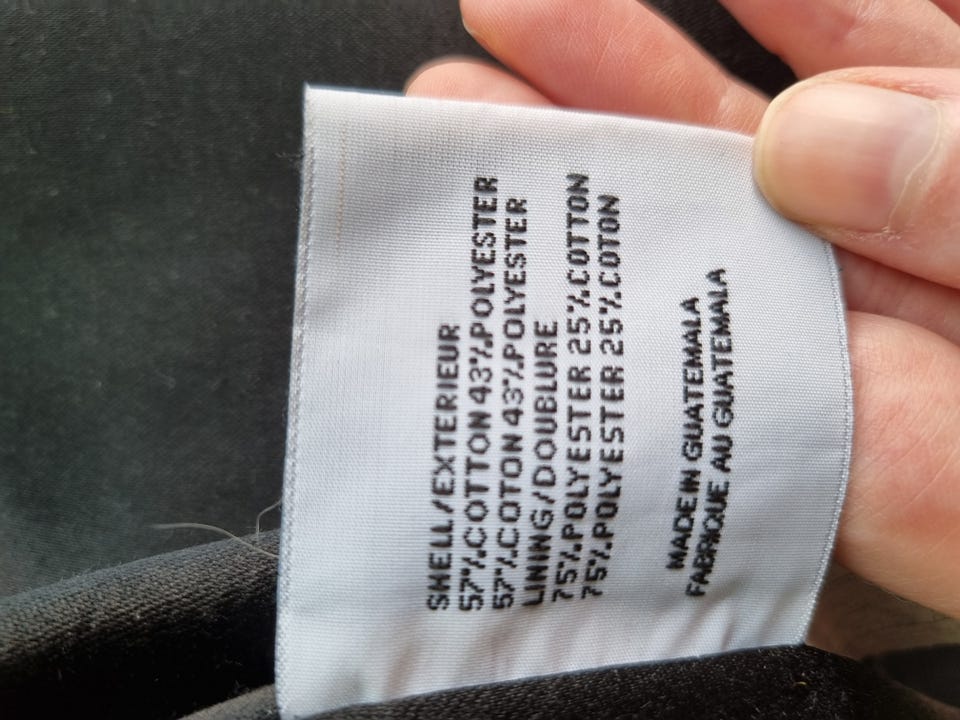 SHELL/EXTERIEUR
57%COTTON 43%POLYESTER
57%COTON 43%POLYESTER
LINING/DOUBLURE
75%POLYESTER 25%COTTON
75%POLYESTER 25%COTON
MADE IN GUATEMALA
FABRIQUE AU GUATEMALA